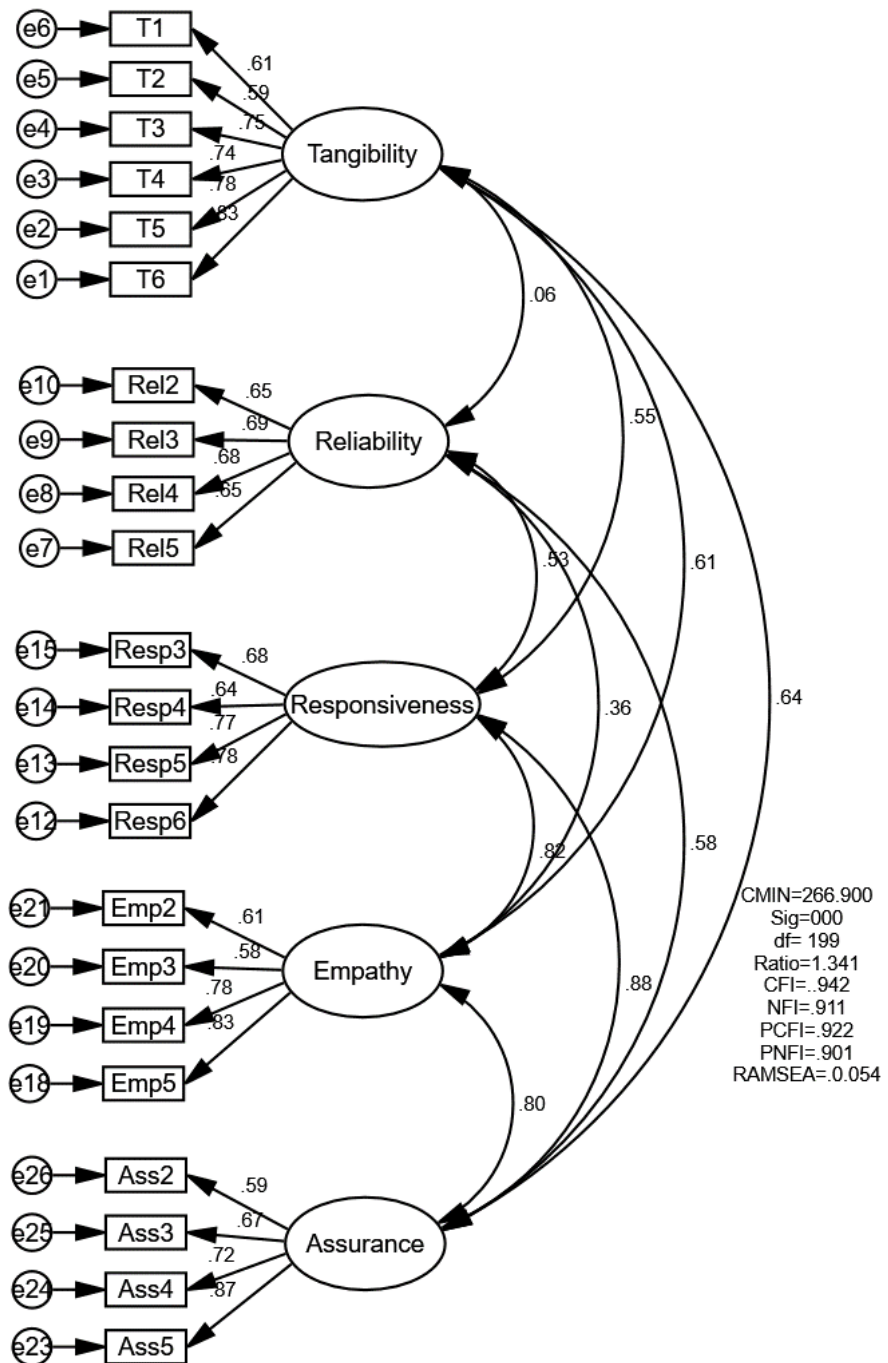 e6 T1
.61
e5 T2
.59
e4 T3
.75
Tangibility
e3 T4
.74
.78
e2 T5
.83
e1 T6
.06
e10 Rel2
.65
.55
e9 Rel3
.69
Reliability
.68
e8 Rel4
.65
e7 Rel5
.53
.61
e15 Resp3
.68
.64
e14 Resp4
Responsiveness
.36
.64
.77
e13 Resp5
.78
e12 Resp6
.82
.58
CMIN=266.900
Sig=000
df= 199
Ratio=1.341
CFI=..942
NFI=.911
PCFI=.922
PNFI=.901
RAMSEA=.0.054
e21 Emp2
.61
e20 Emp3
.58
Empathy
.78
.88
e19 Emp4
.83
e18 Emp5
.80
e26 Ass2
.59
e25 Ass3
.67
Assurance
.72
e24 Ass4
.87
e23 Ass5